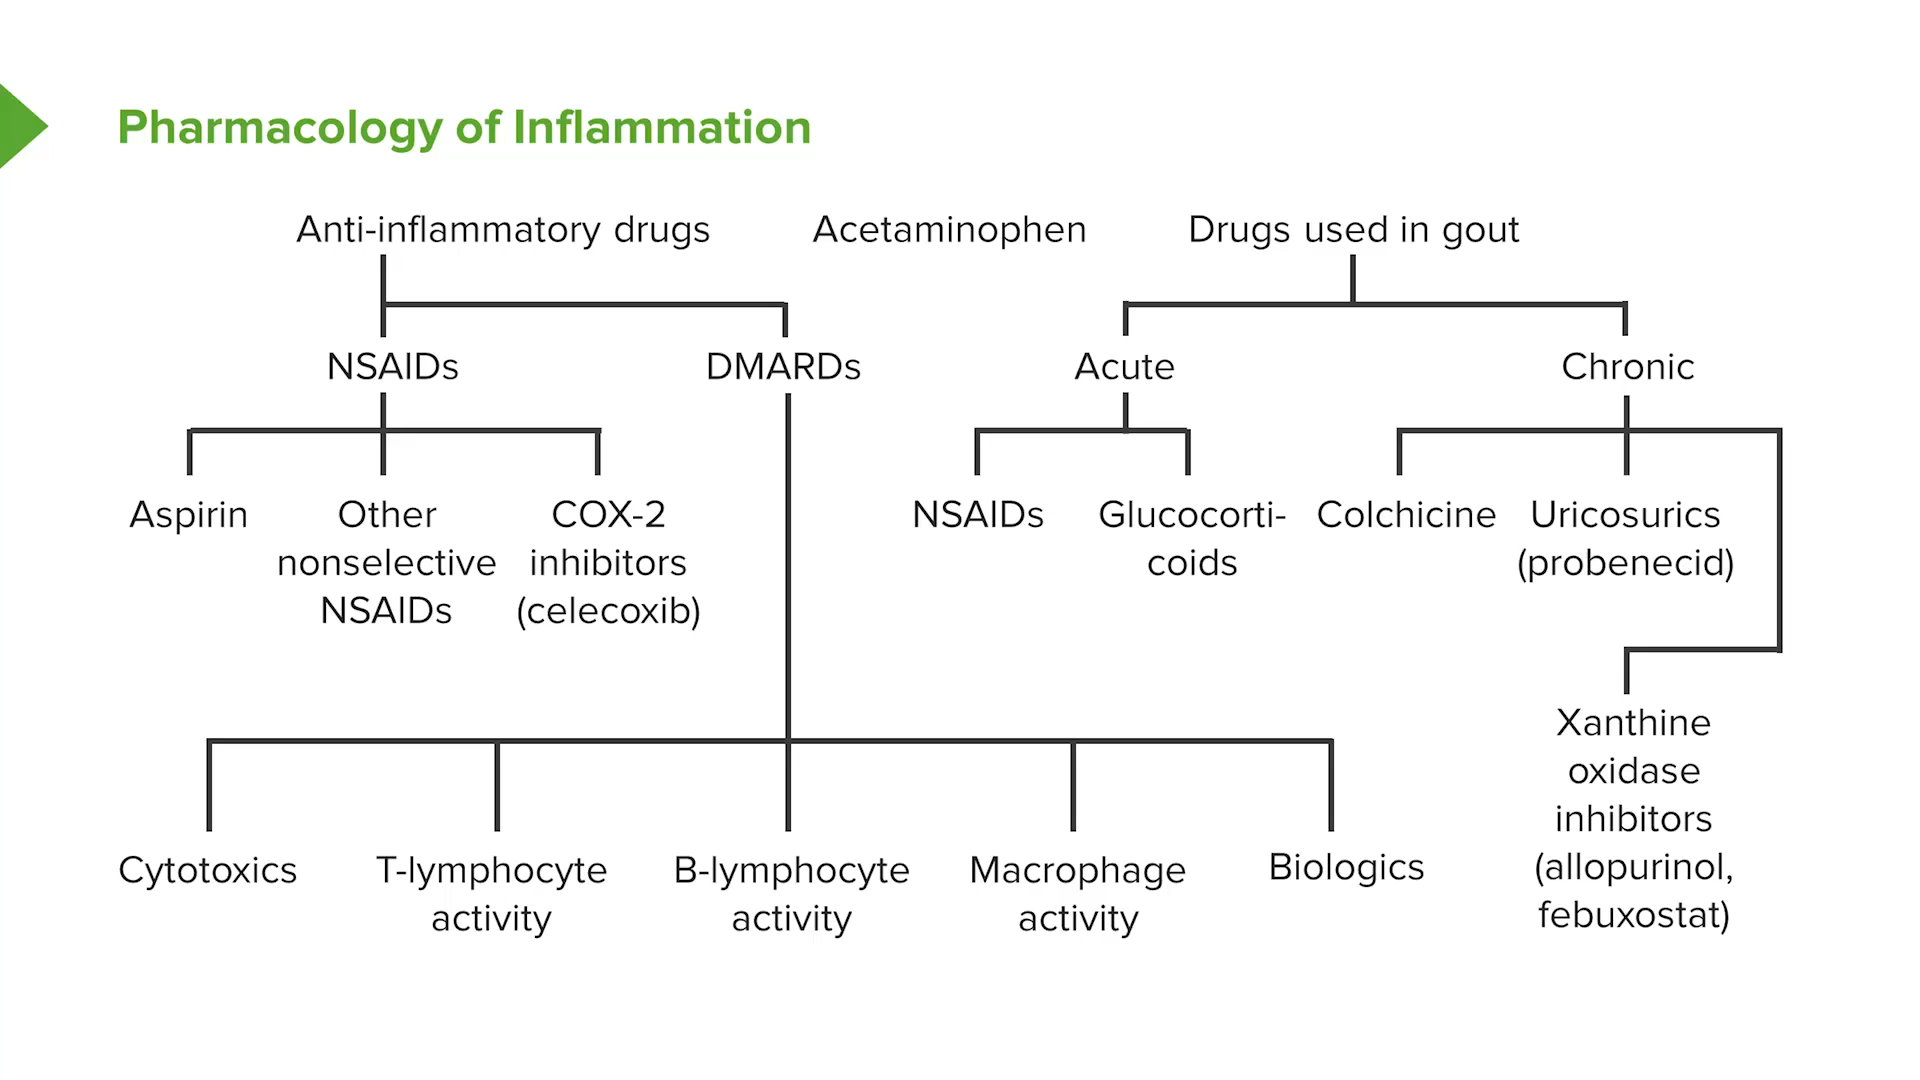 Pharmacology of Inflammation
Anti-inflammatory drugs
Acetaminophen
Drugs used in gout
NSAIDs
DMARDs
Acute
Chronic
Aspirin
Other
nonselective
NSAIDs
COX-2
inhibitors
(celecoxib)
NSAIDs
Glucocorti-
coids
Colchicine
Uricosurics
(probenecid)
Xanthine
oxidase
inhibitors
(allopurinol,
febuxostat)
Cytotoxics
T-lymphocyte
activity
B-lymphocyte
activity
Macrophage
activity
Biologics